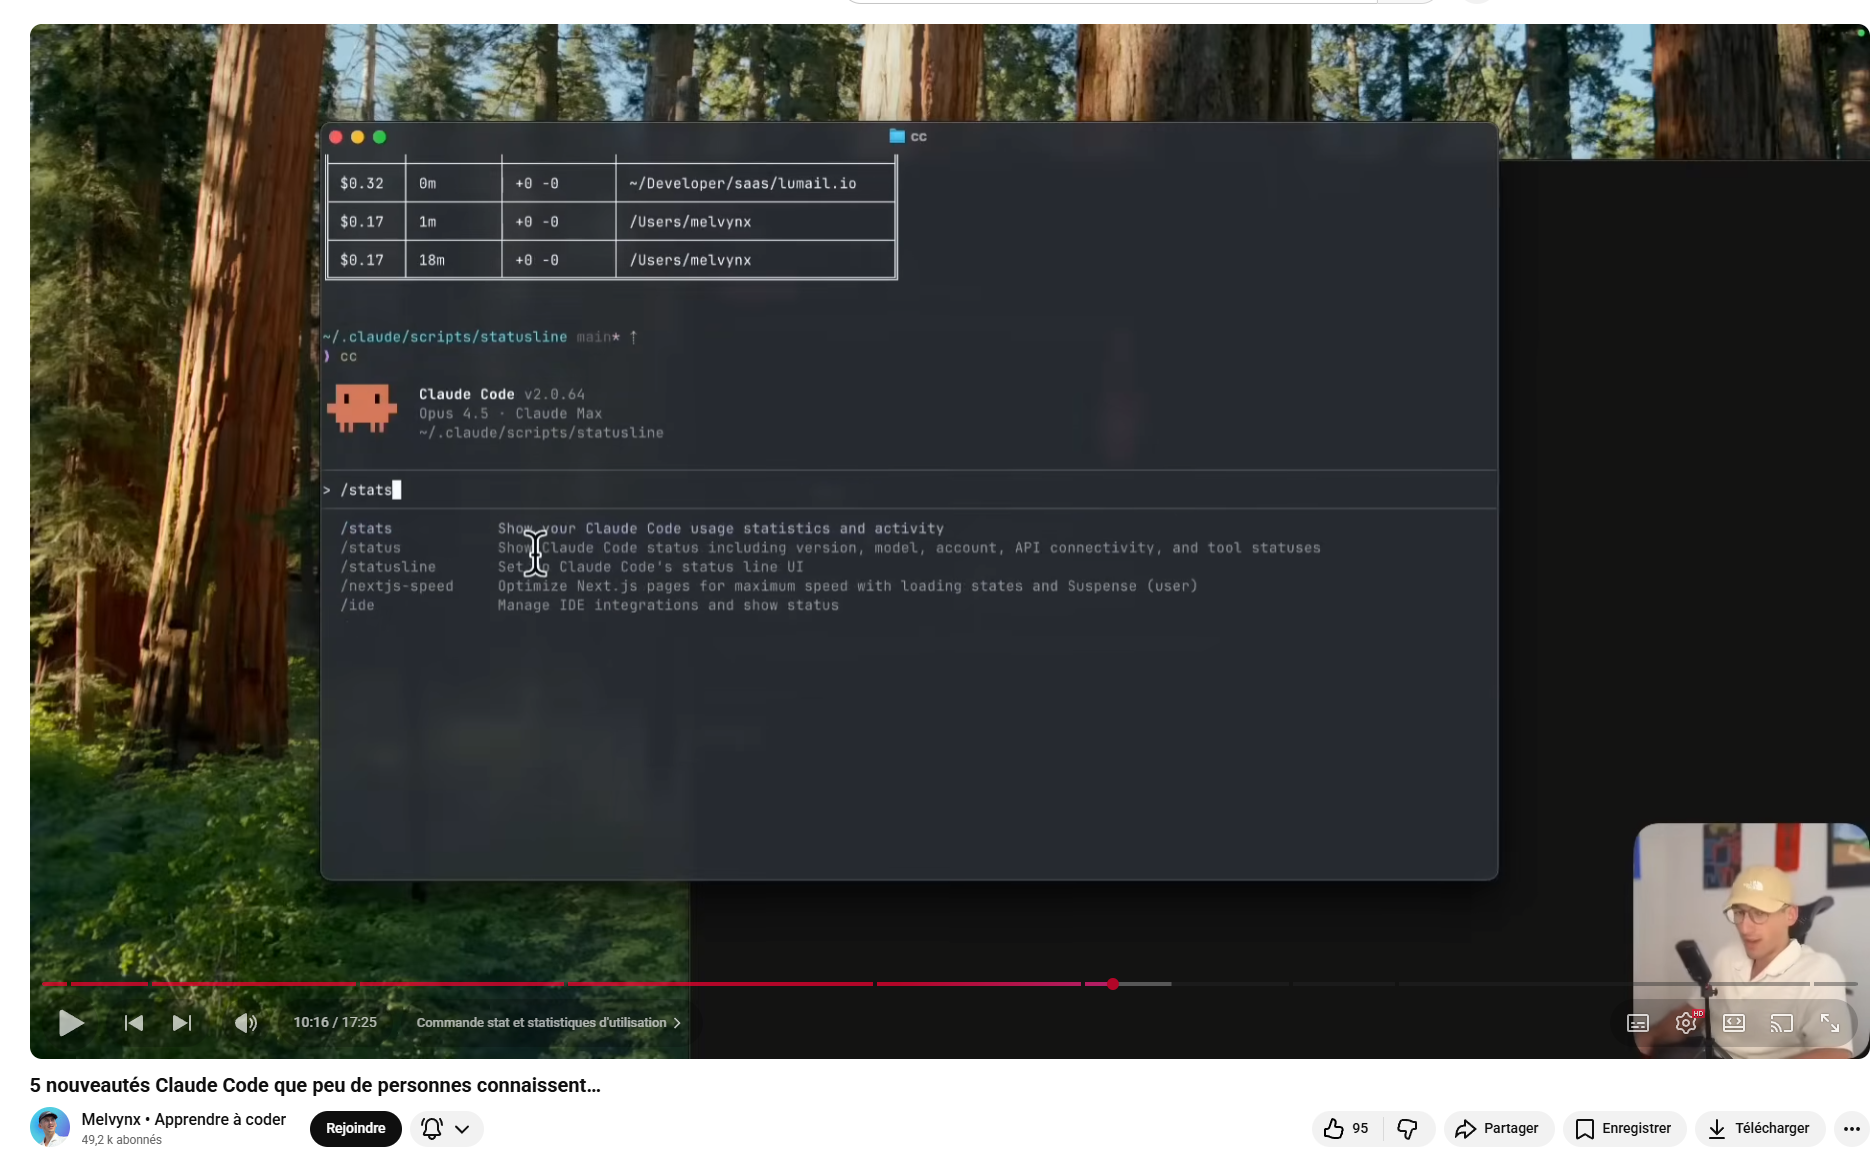 cc
$0.32 0m +0 -0 ~/Developer/saas/lumail.io
$0.17 1m +0 -0 /Users/melvynx
$0.17 18m +0 -0 /Users/melvynx
~/.claude/scripts/statusline main* ↑
❯ cc
Claude Code v2.0.64
Opus 4.5 · Claude Max
~/.claude/scripts/statusline
> /stats
/stats Show your Claude Code usage statistics and activity
/status Show Claude Code status including version, model, account, API connectivity, and tool statuses
/statusline Set up Claude Code's status line UI
/nextjs-speed Optimize Next.js pages for maximum speed with loading states and Suspense (user)
/ide Manage IDE integrations and show status
HD
10:16 / 17:25 Commande stat et statistiques d'utilisation
5 nouveautés Claude Code que peu de personnes connaissent…
Melvynx • Apprendre à coder
49,2 k abonnés
Rejoindre
95
Partager
Enregistrer
Télécharger